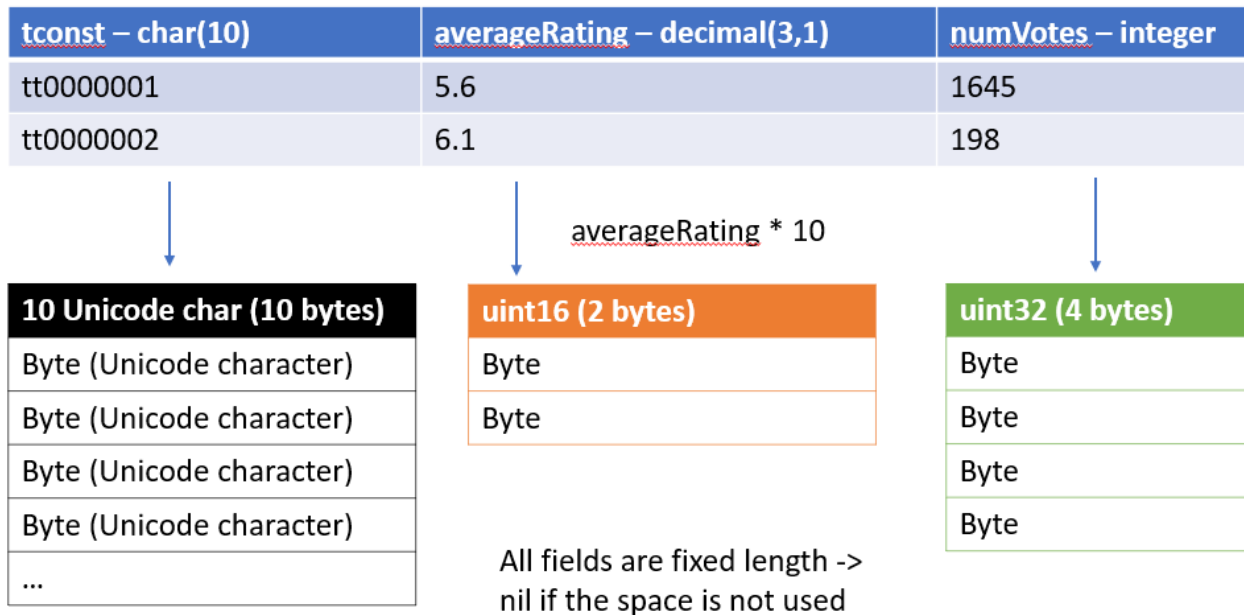 tconst – char(10) averageRating – decimal(3,1) numVotes – integer
tt0000001 5.6 1645
tt0000002 6.1 198
averageRating * 10
10 Unicode char (10 bytes) uint16 (2 bytes) uint32 (4 bytes)
Byte (Unicode character) Byte Byte
Byte (Unicode character) Byte Byte
Byte (Unicode character) Byte
Byte (Unicode character) Byte
...
All fields are fixed length ->
nil if the space is not used